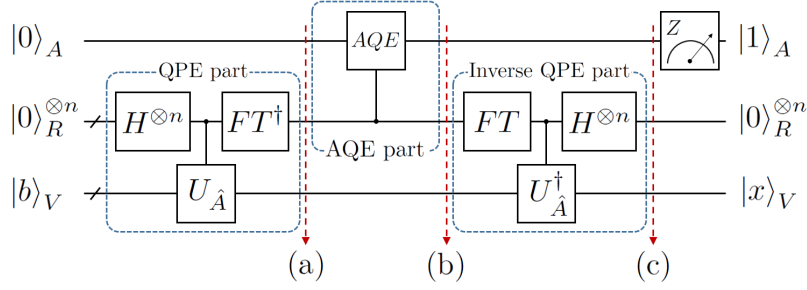 |0⟩_A AQE Z |1⟩_A
QPE part Inverse QPE part
|0⟩_R^{⊗n} H^{⊗n} FT^† FT H^{⊗n} |0⟩_R^{⊗n}
AQE part
|b⟩_V U_Â U_Â^† |x⟩_V
(a) (b) (c)